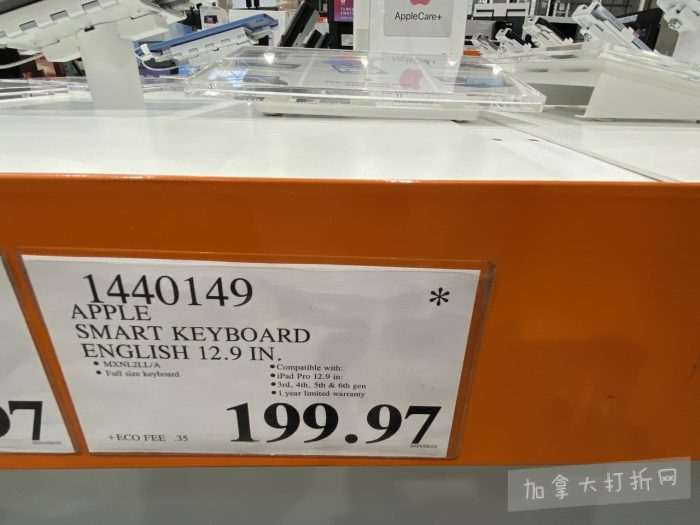 AppleCare+
1440149
*
APPLE
SMART KEYBOARD
ENGLISH 12.9 IN.
• MXNL2LL/A
• Full size keyboard
• Compatible with:
• iPad Pro 12.9 in:
• 3rd, 4th, 5th & 6th gen
• 1 year limited warranty
+ECO FEE .35
199.97
97
加拿大打折网